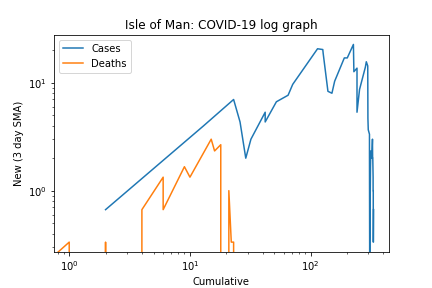 Isle of Man: COVID-19 log graph
Cases
Deaths
New (3 day SMA)
10¹
10⁰
10⁰ 10¹ 10²
Cumulative